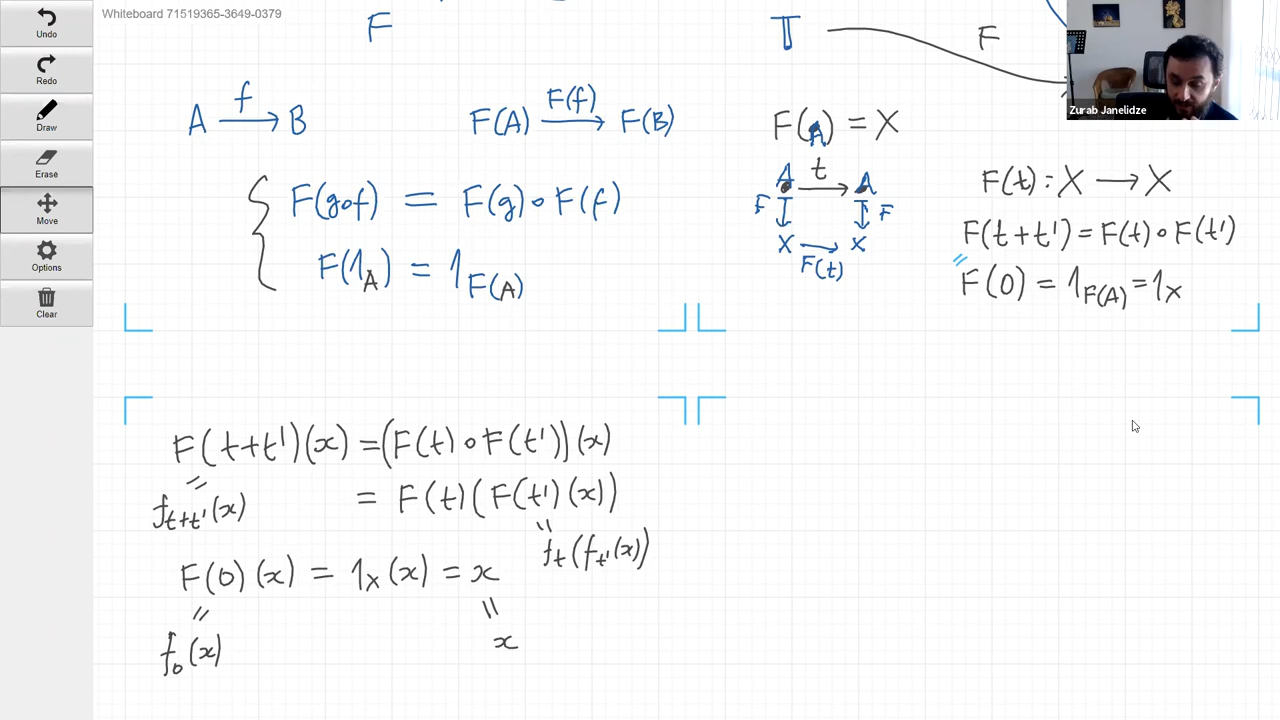 Whiteboard 71519365-3649-0379
Undo
Redo
Draw
Erase
Move
Options
Clear
F
A f→ B
F(A) F(f)→ F(B)
F(g∘f) = F(g)∘F(f)
F(1_A) = 1_F(A)
𝕋 F
Zurab Janelidze
F(A) = X
A t→ A
F ↕ ↕ F
X → X
F(t)
F(t) : X → X
F(t+t') = F(t) ∘ F(t')
F(0) = 1_F(A) = 1_X
F(t+t')(x) = (F(t) ∘ F(t'))(x)
=
f_t+t'(x)
= F(t)(F(t')(x))
=
f_t(f_t'(x))
F(0)(x) = 1_X(x) = x
= =
f_0(x) x